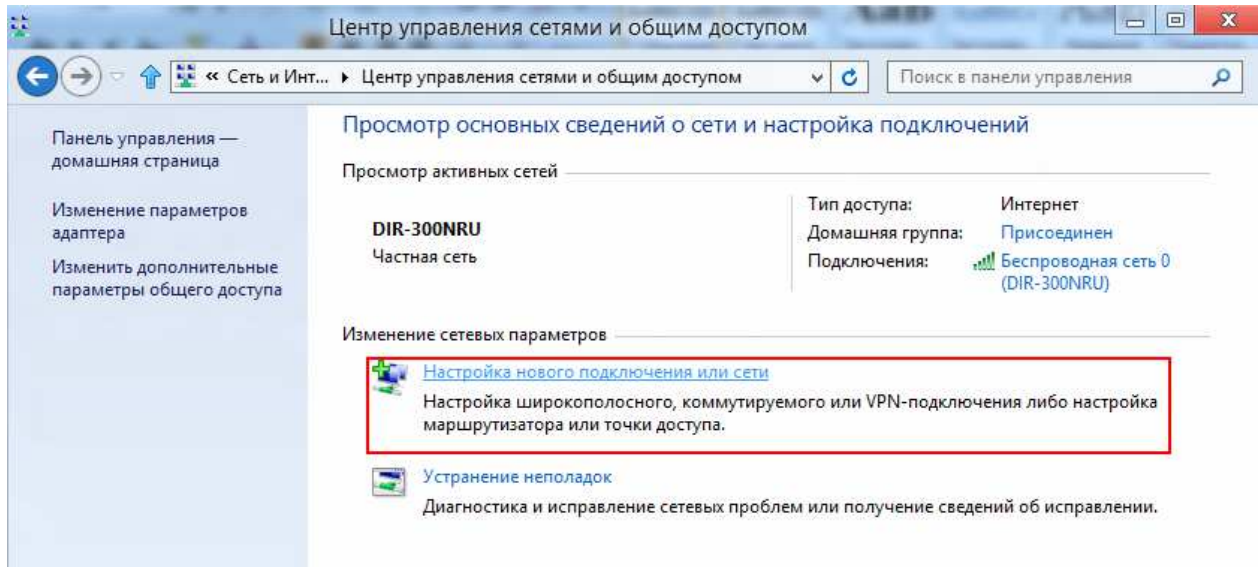 Центр управления сетями и общим доступом
« Сеть и Инт... ▸ Центр управления сетями и общим доступом
Поиск в панели управления
Панель управления —
домашняя страница
Изменение параметров
адаптера
Изменить дополнительные
параметры общего доступа
Просмотр основных сведений о сети и настройка подключений
Просмотр активных сетей
DIR-300NRU
Частная сеть
Тип доступа: Интернет
Домашняя группа: Присоединен
Подключения: Беспроводная сеть 0
(DIR-300NRU)
Изменение сетевых параметров
Настройка нового подключения или сети
Настройка широкополосного, коммутируемого или VPN-подключения либо настройка
маршрутизатора или точки доступа.
Устранение неполадок
Диагностика и исправление сетевых проблем или получение сведений об исправлении.